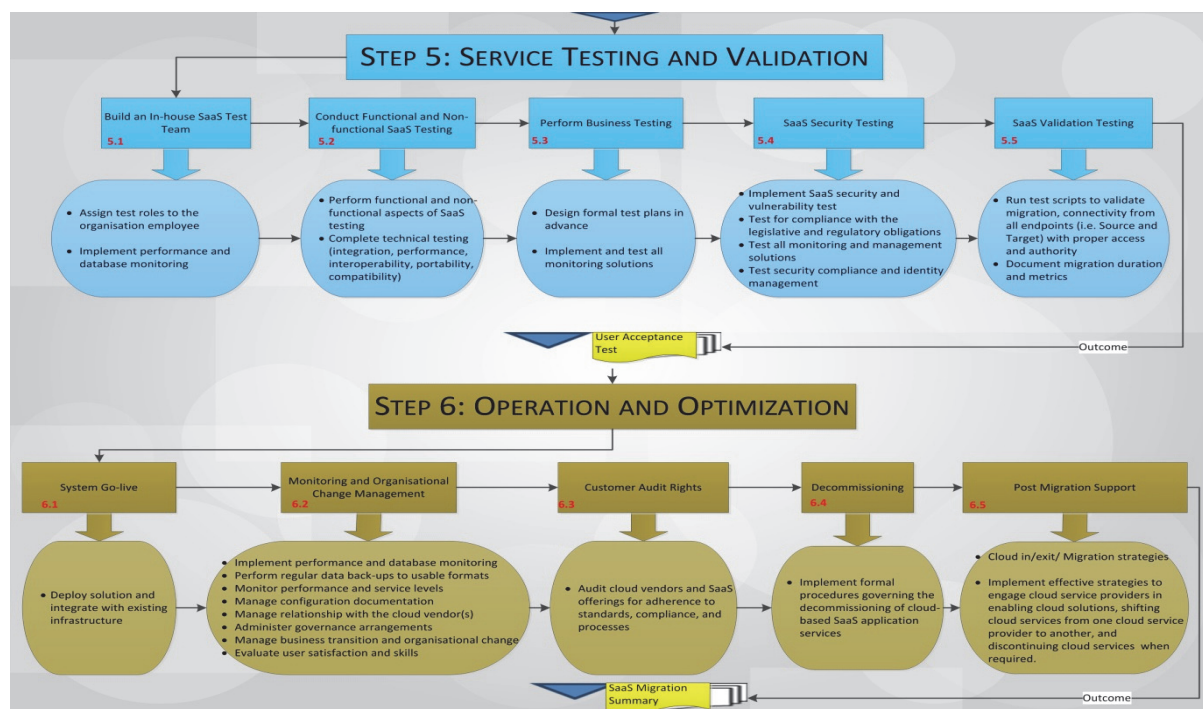 STEP 5: SERVICE TESTING AND VALIDATION
Build an In-house SaaS Test
Team
5.1
Conduct Functional and Non-
functional SaaS Testing
5.2
Perform Business Testing
5.3
SaaS Security Testing
5.4
SaaS Validation Testing
5.5
• Assign test roles to the
organisation employee
• Implement performance and
database monitoring
• Perform functional and non-
functional aspects of SaaS
testing
• Complete technical testing
(integration, performance,
interoperability, portability,
compatibility)
• Design formal test plans in
advance
• Implement and test all
monitoring solutions
• Implement SaaS security and
vulnerability test
• Test for compliance with the
legislative and regulatory obligations
• Test all monitoring and management
solutions
• Test security compliance and identity
management
• Run test scripts to validate
migration, connectivity from
all endpoints (i.e. Source and
Target) with proper access
and authority
• Document migration duration
and metrics
User Acceptance
Test
Outcome
STEP 6: OPERATION AND OPTIMIZATION
System Go-live
6.1
Monitoring and Organisational
Change Management
6.2
Customer Audit Rights
6.3
Decommissioning
6.4
Post Migration Support
6.5
• Deploy solution and
integrate with existing
infrastructure
• Implement performance and database monitoring
• Perform regular data back-ups to usable formats
• Monitor performance and service levels
• Manage configuration documentation
• Manage relationship with the cloud vendor(s)
• Administer governance arrangements
• Manage business transition and organisational change
• Evaluate user satisfaction and skills
• Audit cloud vendors and SaaS
offerings for adherence to
standards, compliance, and
processes
• Implement formal
procedures governing the
decommissioning of cloud-
based SaaS application
services
• Cloud in/exit/ Migration strategies
• Implement effective strategies to
engage cloud service providers in
enabling cloud solutions, shifting
cloud services from one cloud service
provider to another, and
discontinuing cloud services when
required.
SaaS Migration
Summary
Outcome